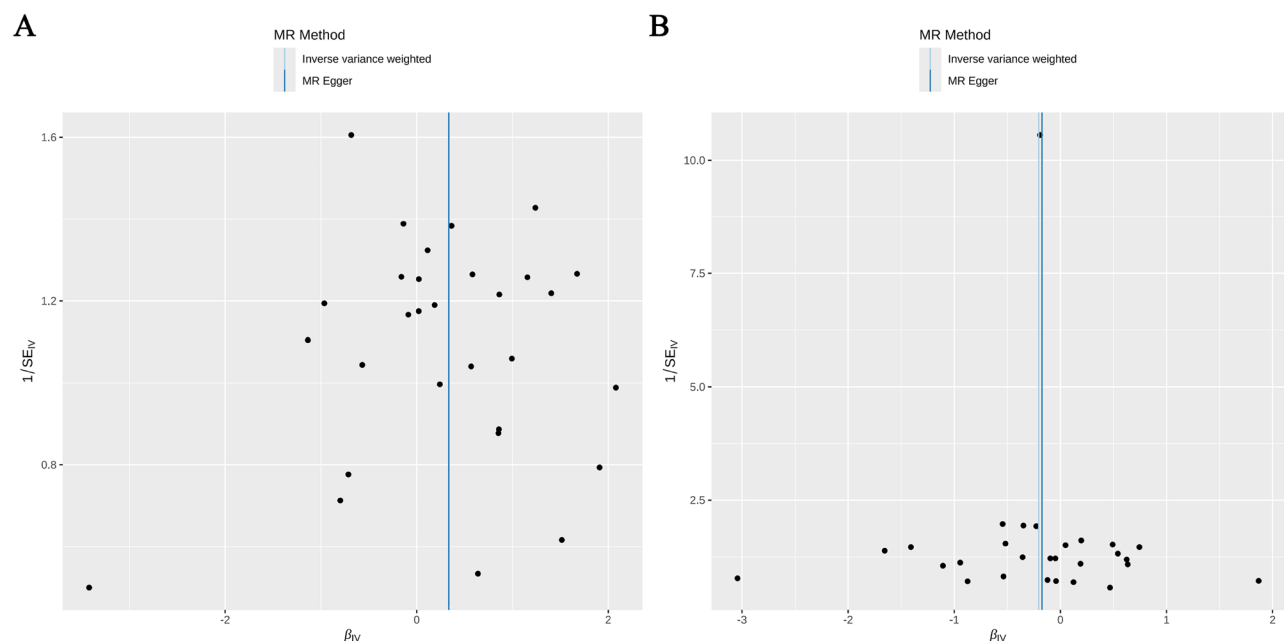 A
MR Method
Inverse variance weighted
MR Egger
1.6
1.2
0.8
1/SE_IV
-2
0
2
β_IV
B
MR Method
Inverse variance weighted
MR Egger
10.0
7.5
5.0
2.5
1/SE_IV
-3
-2
-1
0
1
2
β_IV